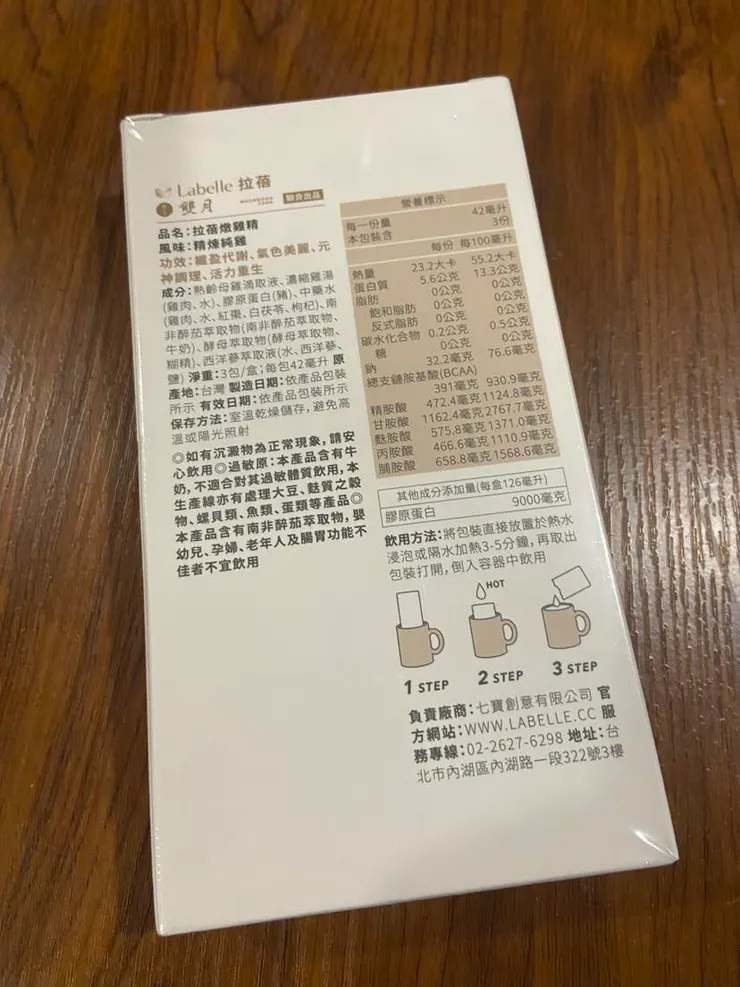 Labelle 拉蓓
雙月 聯合出品
品名:拉蓓燉雞精
風味:精煉純雞
功效:纖盈代謝、氣色美麗、元
神調理、活力重生
成分:熟齡母雞滴取液、濃縮雞湯
(雞肉、水)、膠原蛋白(豬)、中藥水
(雞肉、水、紅棗、白茯苓、枸杞)、南
非醉茄萃取物(南非醉茄萃取物、
牛奶)、酵母萃取物(酵母萃取物、
糊精)、西洋蔘萃取液(水、西洋蔘、
鹽) 淨重:3包/盒;每包42毫升 原
產地:台灣 製造日期:依產品包裝
所示 有效日期:依產品包裝所示
保存方法:室溫乾燥儲存,避免高
溫或陽光照射
◎如有沉澱物為正常現象,請安
心飲用◎過敏原:本產品含有牛
奶,不適合對其過敏體質飲用,本
生產線亦有處理大豆、麩質之穀
物、螺貝類、魚類、蛋類等產品◎
本產品含有南非醉茄萃取物,嬰
幼兒、孕婦、老年人及腸胃功能不
佳者不宜飲用
營養標示
每一份量 42毫升
本包裝含 3份
每份 每100毫升
熱量 23.2大卡 55.2大卡
蛋白質 5.6公克 13.3公克
脂肪 0公克 0公克
飽和脂肪 0公克 0公克
反式脂肪 0公克 0公克
碳水化合物 0.2公克 0.5公克
糖 0公克 0公克
鈉 32.2毫克 76.6毫克
總支鏈胺基酸(BCAA)
391毫克 930.9毫克
精胺酸 472.4毫克 1124.8毫克
甘胺酸 1162.4毫克 2767.7毫克
麩胺酸 575.8毫克 1371.0毫克
丙胺酸 466.6毫克 1110.9毫克
脯胺酸 658.8毫克 1568.6毫克
其他成分添加量(每盒126毫升)
膠原蛋白 9000毫克
飲用方法:將包裝直接放置於熱水
浸泡或隔水加熱3-5分鐘,再取出
包裝打開,倒入容器中飲用
HOT
1 STEP 2 STEP 3 STEP
負責廠商:七寶創意有限公司 官
方網站:WWW.LABELLE.CC 服
務專線:02-2627-6298 地址:台
北市內湖區內湖路一段322號3樓